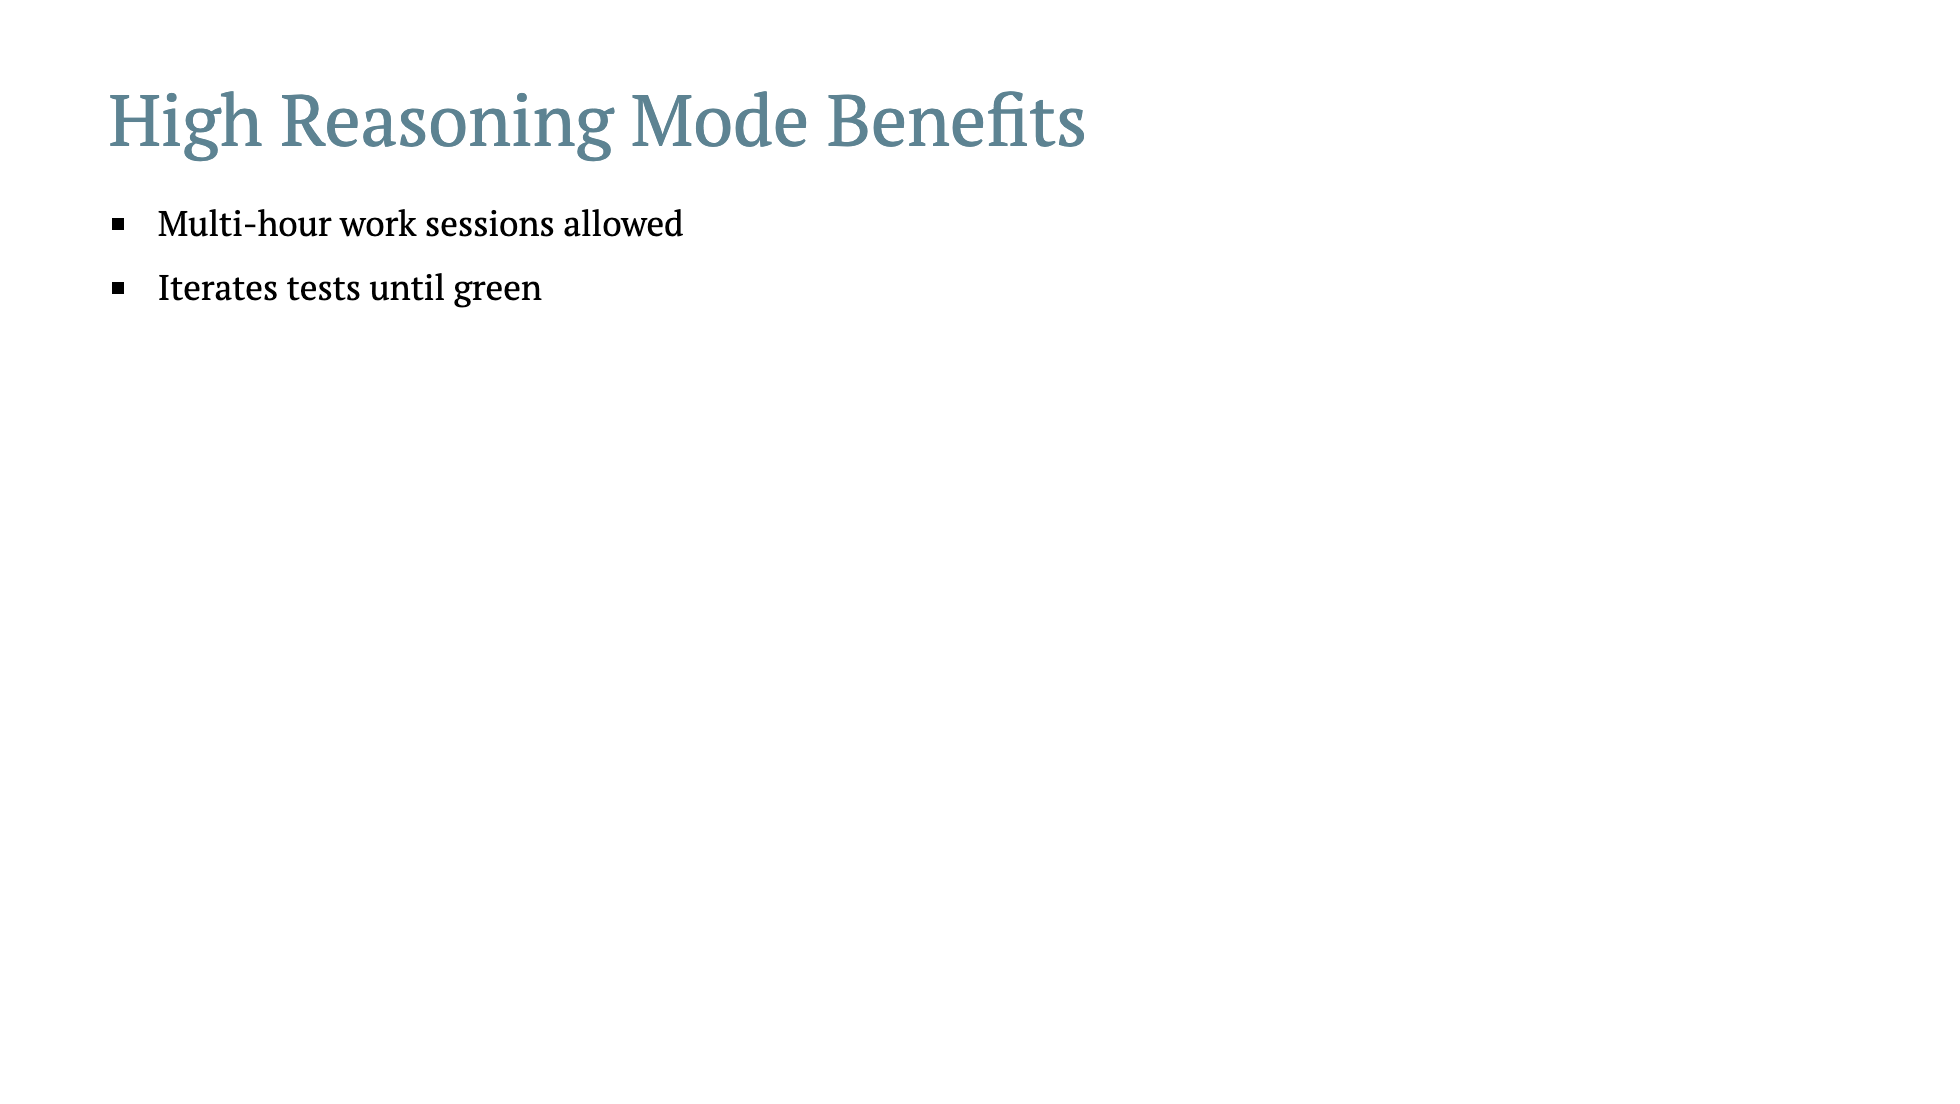 High Reasoning Mode Benefits
Multi-hour work sessions allowed
Iterates tests until green